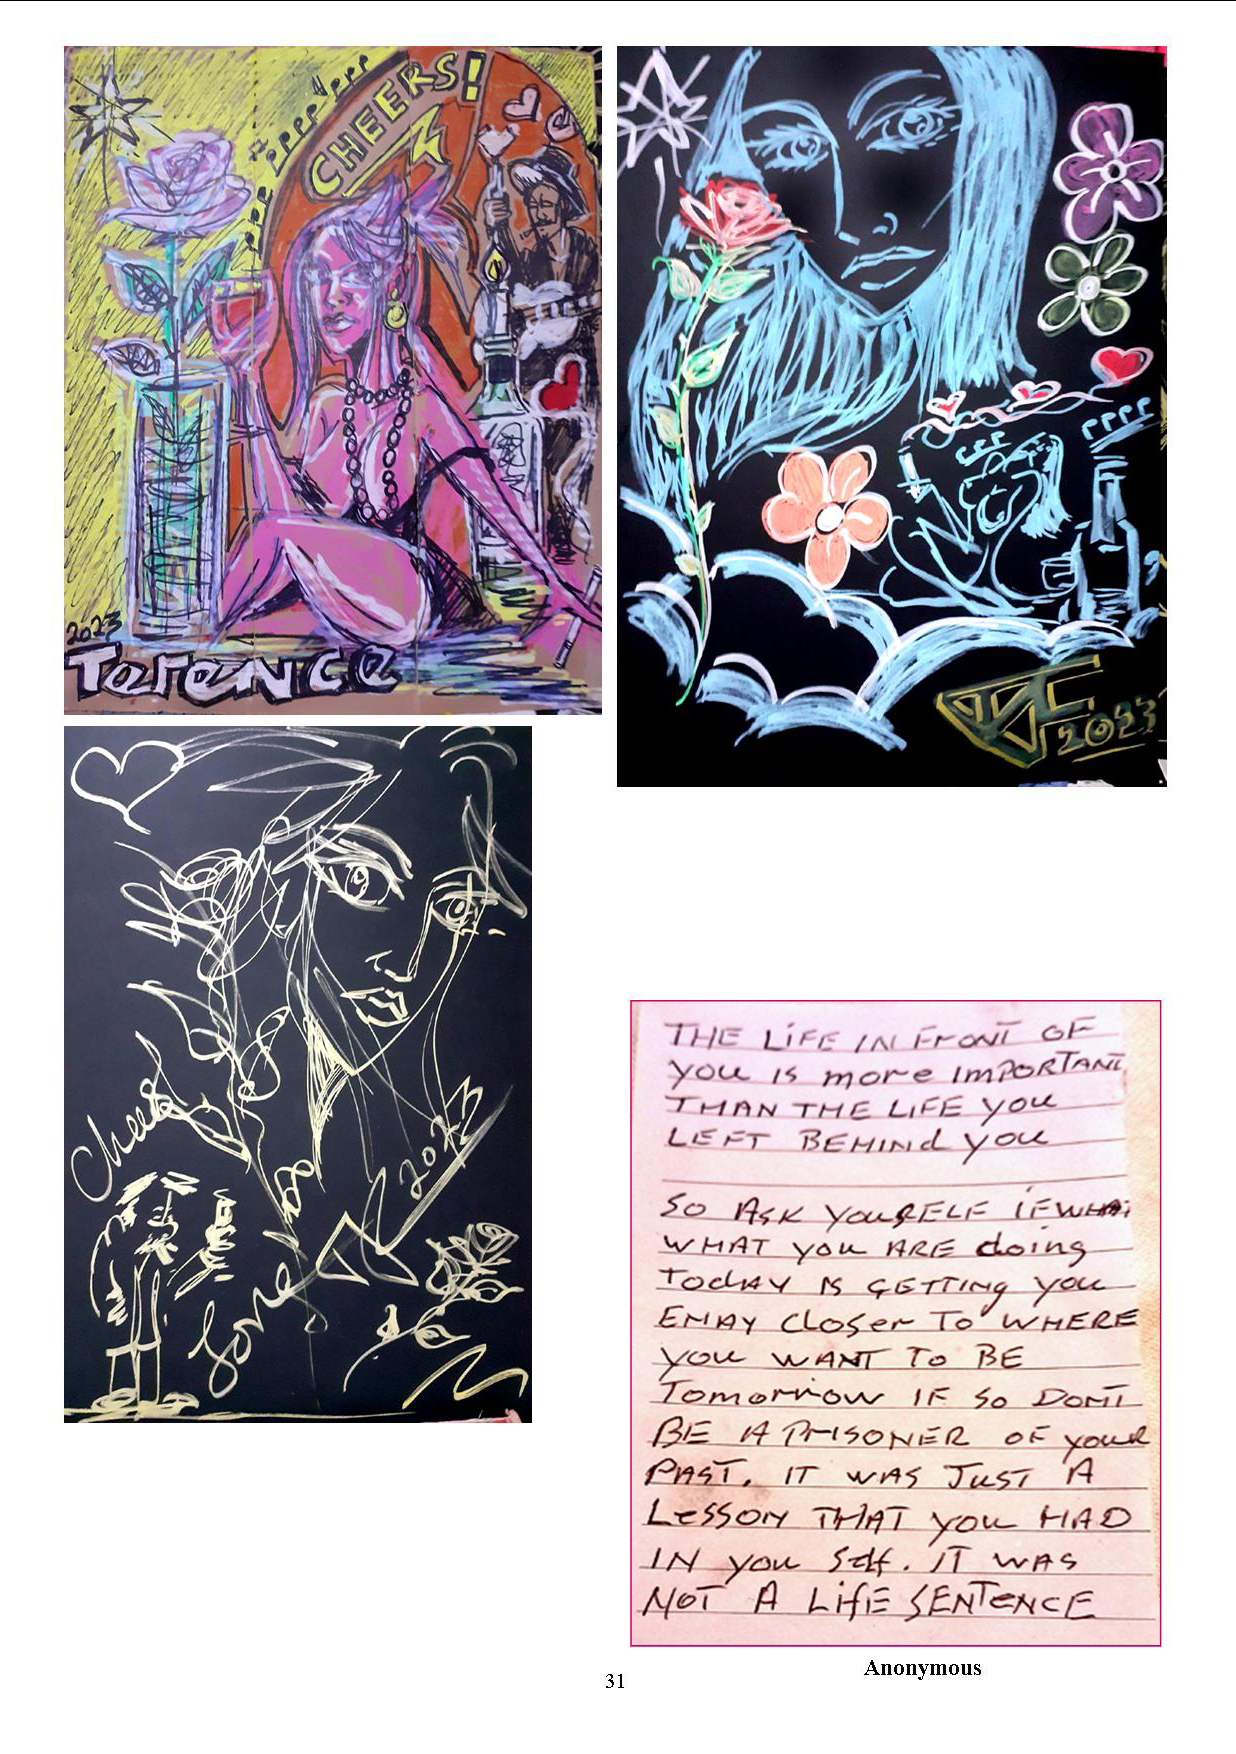 CHEERS!
2023
Terence
2023
Cheers
2023
Love
THE LIFE IN FRONT OF
YOU IS more IMPORTANT
THAN THE LIFE YOU
LEFT BEHINd YOU
SO ASK YOURSELF IF
WHAT YOU ARE doing
TODAY IS GETTING YOU
CLOSer TO WHERE
YOU WANT TO BE
Tomorrow IF SO DONT
BE A PRISONER OF YOUR
PAST. IT WAS JUST A
LeSSON THAT YOU HAD
IN YOU Self. IT WAS
NOT A LIfE SENTeNCE
Anonymous
31